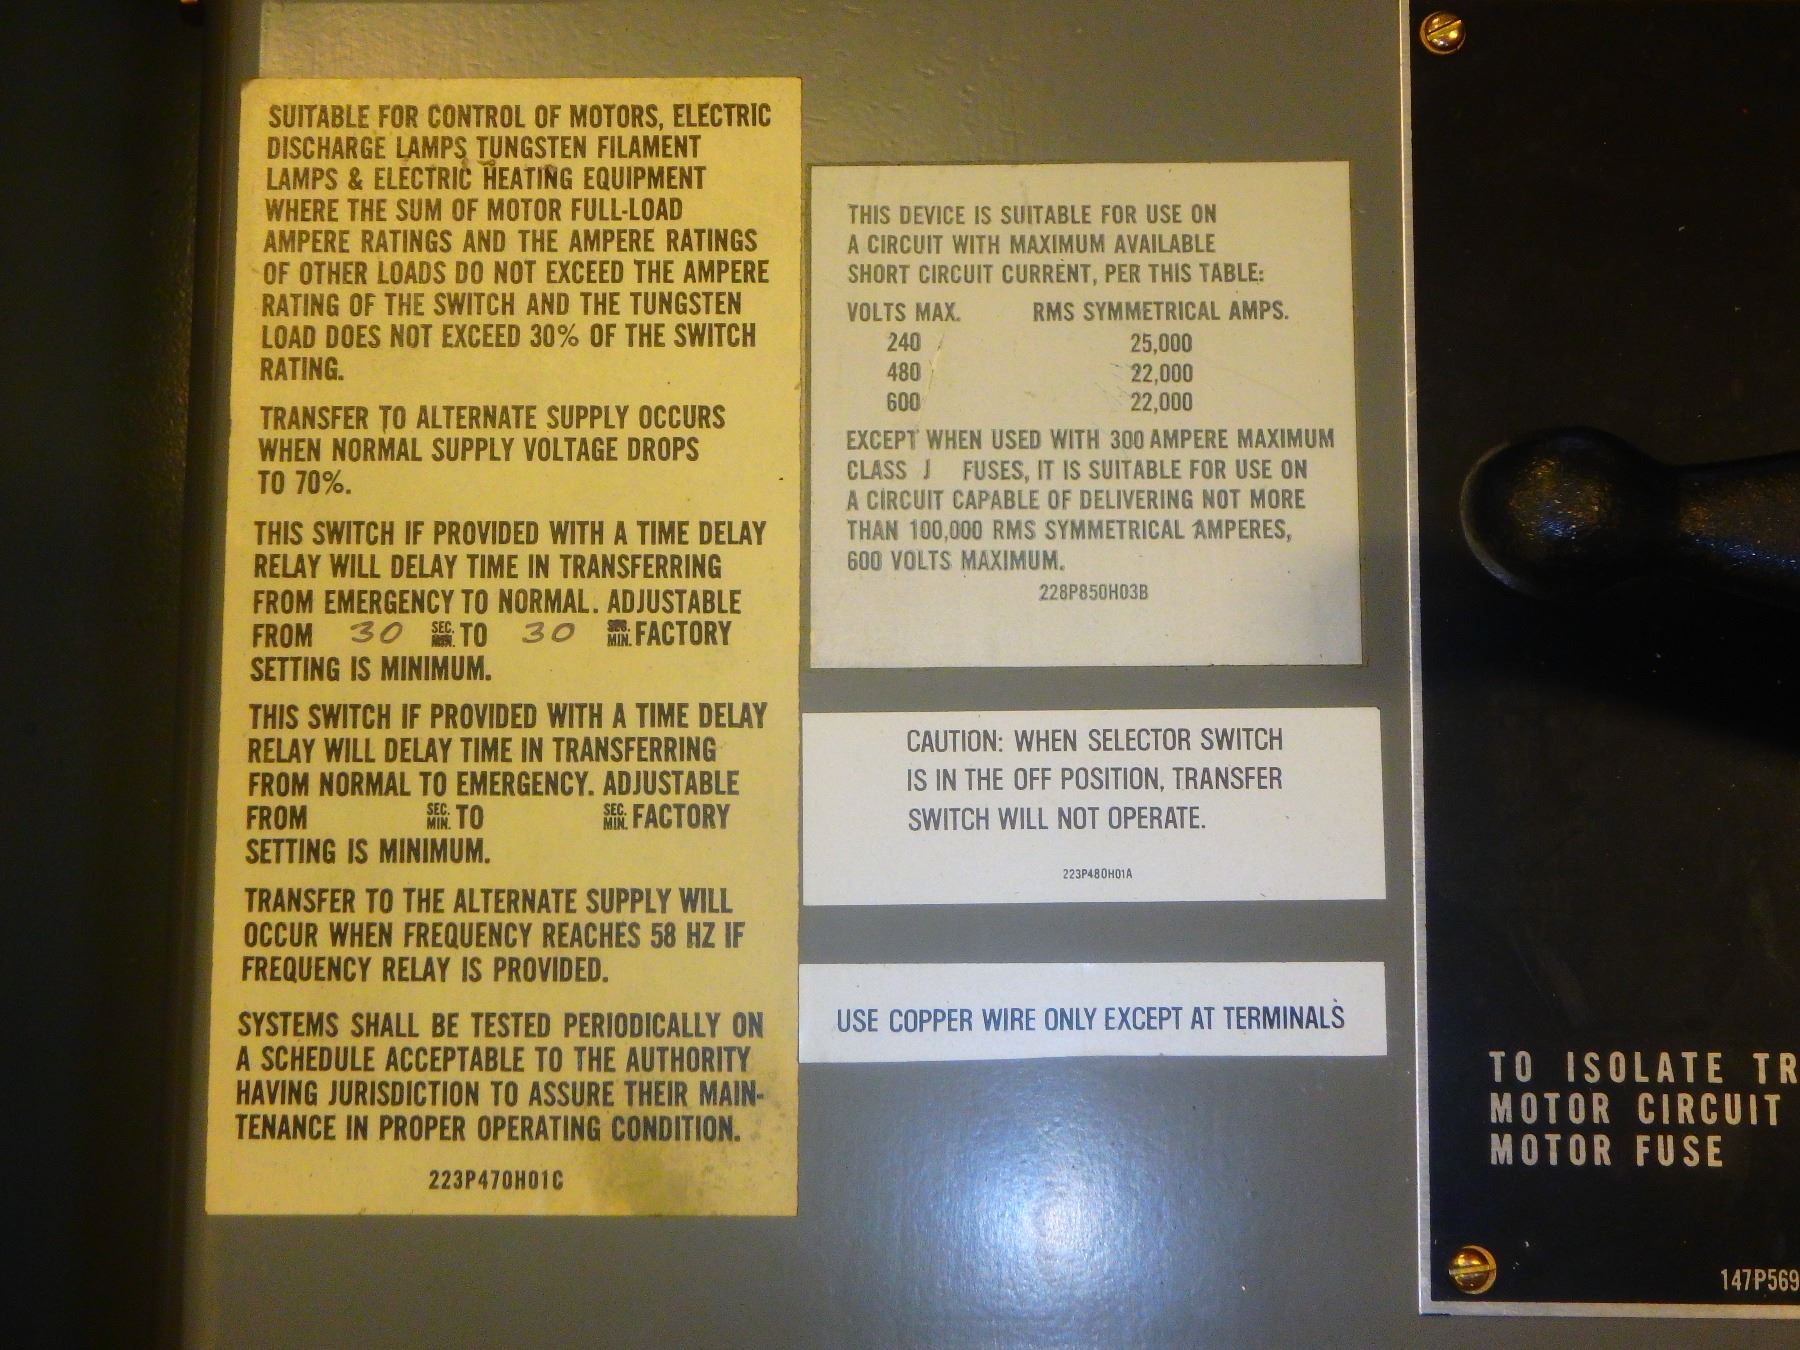 SUITABLE FOR CONTROL OF MOTORS, ELECTRIC
DISCHARGE LAMPS TUNGSTEN FILAMENT
LAMPS & ELECTRIC HEATING EQUIPMENT
WHERE THE SUM OF MOTOR FULL-LOAD
AMPERE RATINGS AND THE AMPERE RATINGS
OF OTHER LOADS DO NOT EXCEED THE AMPERE
RATING OF THE SWITCH AND THE TUNGSTEN
LOAD DOES NOT EXCEED 30% OF THE SWITCH
RATING.
TRANSFER TO ALTERNATE SUPPLY OCCURS
WHEN NORMAL SUPPLY VOLTAGE DROPS
TO 70%.
THIS SWITCH IF PROVIDED WITH A TIME DELAY
RELAY WILL DELAY TIME IN TRANSFERRING
FROM EMERGENCY TO NORMAL. ADJUSTABLE
FROM 30 SEC. MIN. TO 30 SEC. MIN. FACTORY
SETTING IS MINIMUM.
THIS SWITCH IF PROVIDED WITH A TIME DELAY
RELAY WILL DELAY TIME IN TRANSFERRING
FROM NORMAL TO EMERGENCY. ADJUSTABLE
FROM SEC. MIN. TO SEC. MIN. FACTORY
SETTING IS MINIMUM.
TRANSFER TO THE ALTERNATE SUPPLY WILL
OCCUR WHEN FREQUENCY REACHES 58 HZ IF
FREQUENCY RELAY IS PROVIDED.
SYSTEMS SHALL BE TESTED PERIODICALLY ON
A SCHEDULE ACCEPTABLE TO THE AUTHORITY
HAVING JURISDICTION TO ASSURE THEIR MAIN-
TENANCE IN PROPER OPERATING CONDITION.
223P470H01C
THIS DEVICE IS SUITABLE FOR USE ON
A CIRCUIT WITH MAXIMUM AVAILABLE
SHORT CIRCUIT CURRENT, PER THIS TABLE:
VOLTS MAX. RMS SYMMETRICAL AMPS.
240 25,000
480 22,000
600 22,000
EXCEPT WHEN USED WITH 300 AMPERE MAXIMUM
CLASS J FUSES, IT IS SUITABLE FOR USE ON
A CIRCUIT CAPABLE OF DELIVERING NOT MORE
THAN 100,000 RMS SYMMETRICAL AMPERES,
600 VOLTS MAXIMUM.
228P850H03B
CAUTION: WHEN SELECTOR SWITCH
IS IN THE OFF POSITION, TRANSFER
SWITCH WILL NOT OPERATE.
223P480H01A
USE COPPER WIRE ONLY EXCEPT AT TERMINALS
TO ISOLATE TR
MOTOR CIRCUIT
MOTOR FUSE
147P569